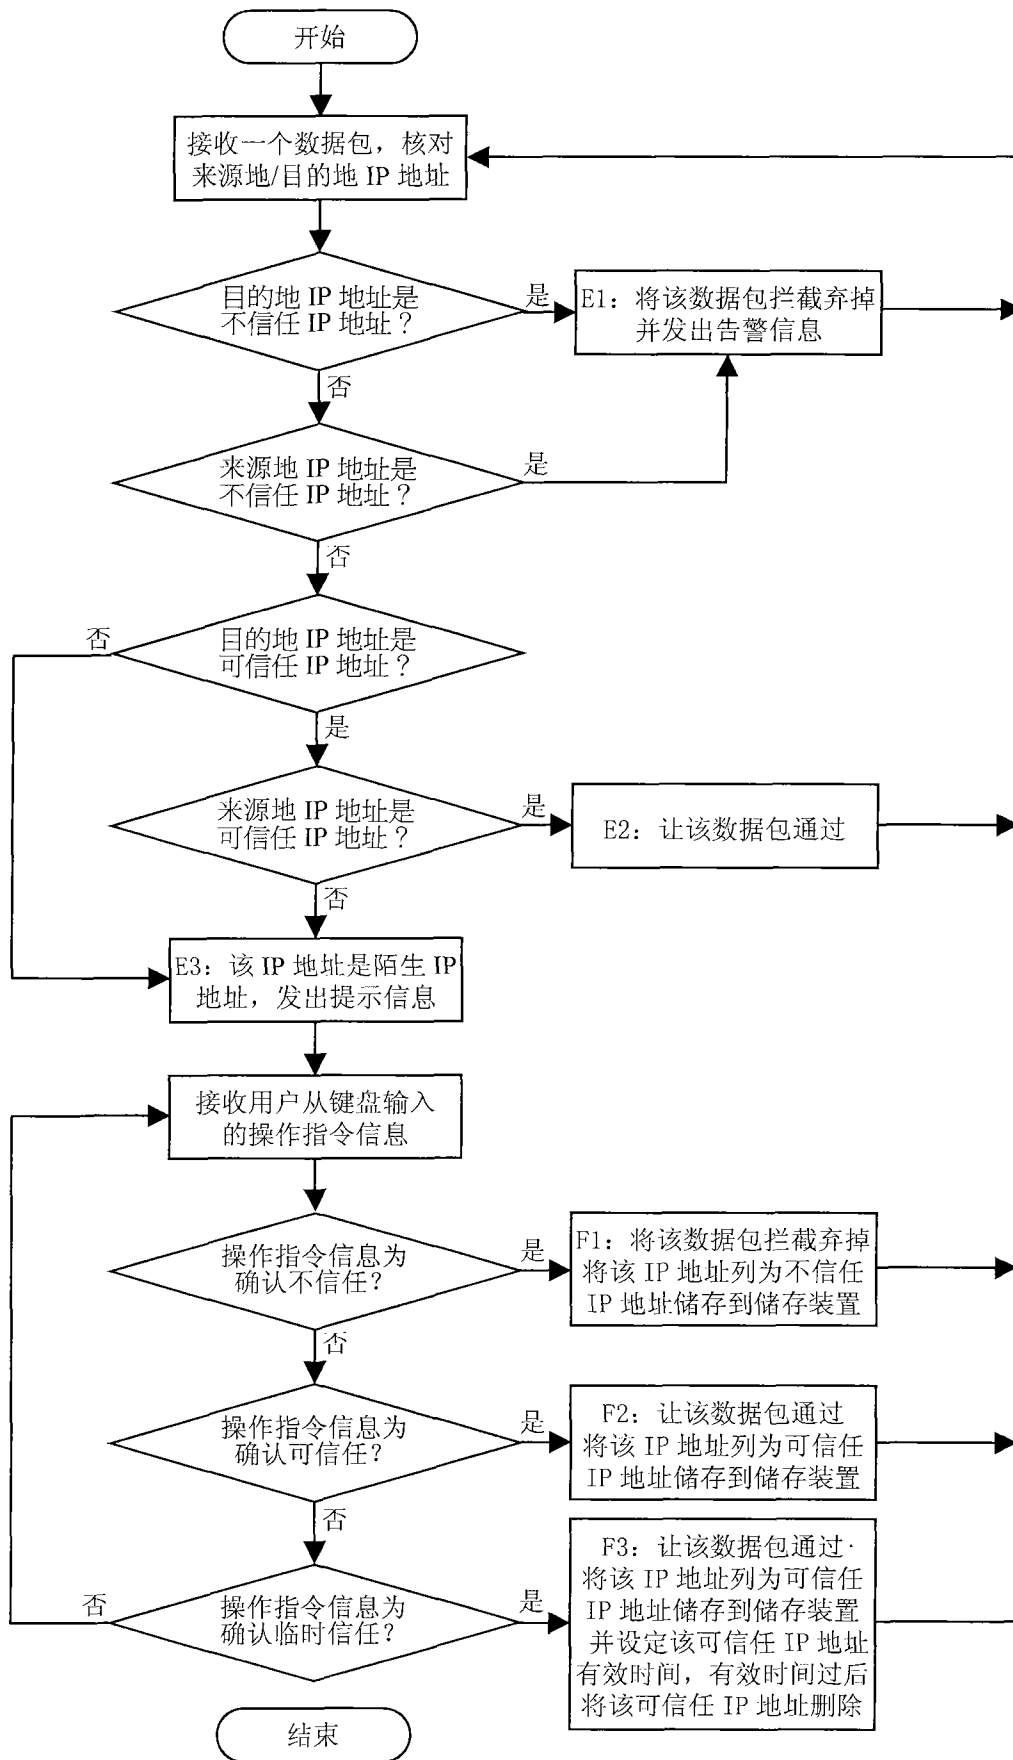 开始
接收一个数据包，核对
来源地/目的地 IP 地址
目的地 IP 地址是
不信任 IP 地址？
是
E1：将该数据包拦截弃掉
并发出告警信息
否
来源地 IP 地址是
不信任 IP 地址？
是
否
目的地 IP 地址是
可信任 IP 地址？
否
是
来源地 IP 地址是
可信任 IP 地址？
是
E2：让该数据包通过
否
E3：该 IP 地址是陌生 IP
地址，发出提示信息
接收用户从键盘输入
的操作指令信息
操作指令信息为
确认不信任？
是
F1：将该数据包拦截弃掉
将该 IP 地址列为不信任
IP 地址储存到储存装置
否
操作指令信息为
确认可信任？
是
F2：让该数据包通过
将该 IP 地址列为可信任
IP 地址储存到储存装置
否
操作指令信息为
确认临时信任？
否
是
F3：让该数据包通过
将该 IP 地址列为可信任
IP 地址储存到储存装置
并设定该可信任 IP 地址
有效时间，有效时间过后
将该可信任 IP 地址删除
结束